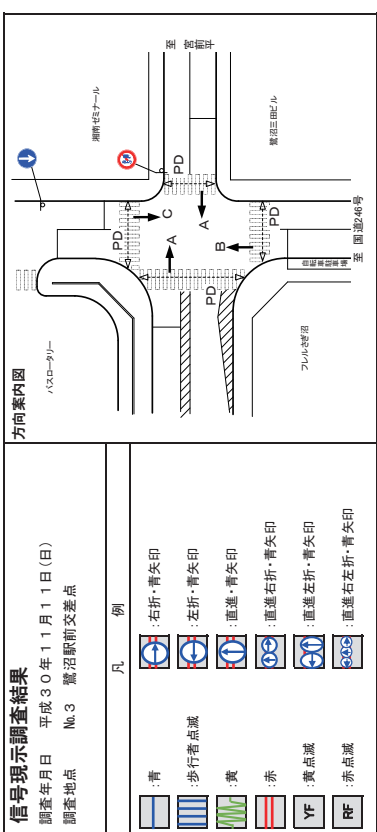 信号現示調査結果
調査年月日 平成30年11月11日(日)
調査地点 No.3 鷺沼駅前交差点
凡 例
:青
:右折・青矢印
:歩行者点滅
:左折・青矢印
:黄
:直進・青矢印
:赤
:直進右折・青矢印
YF
:黄点滅
:直進左折・青矢印
RF
:赤点滅
:直進右左折・青矢印
方向案内図
バスロータリー
湘南ゼミナール
至 宮前平
PD
C
PD
A
A
PD
B
PD
フレルさぎ沼
自転車駐車場
至 国道246号
鷺沼三田ビル